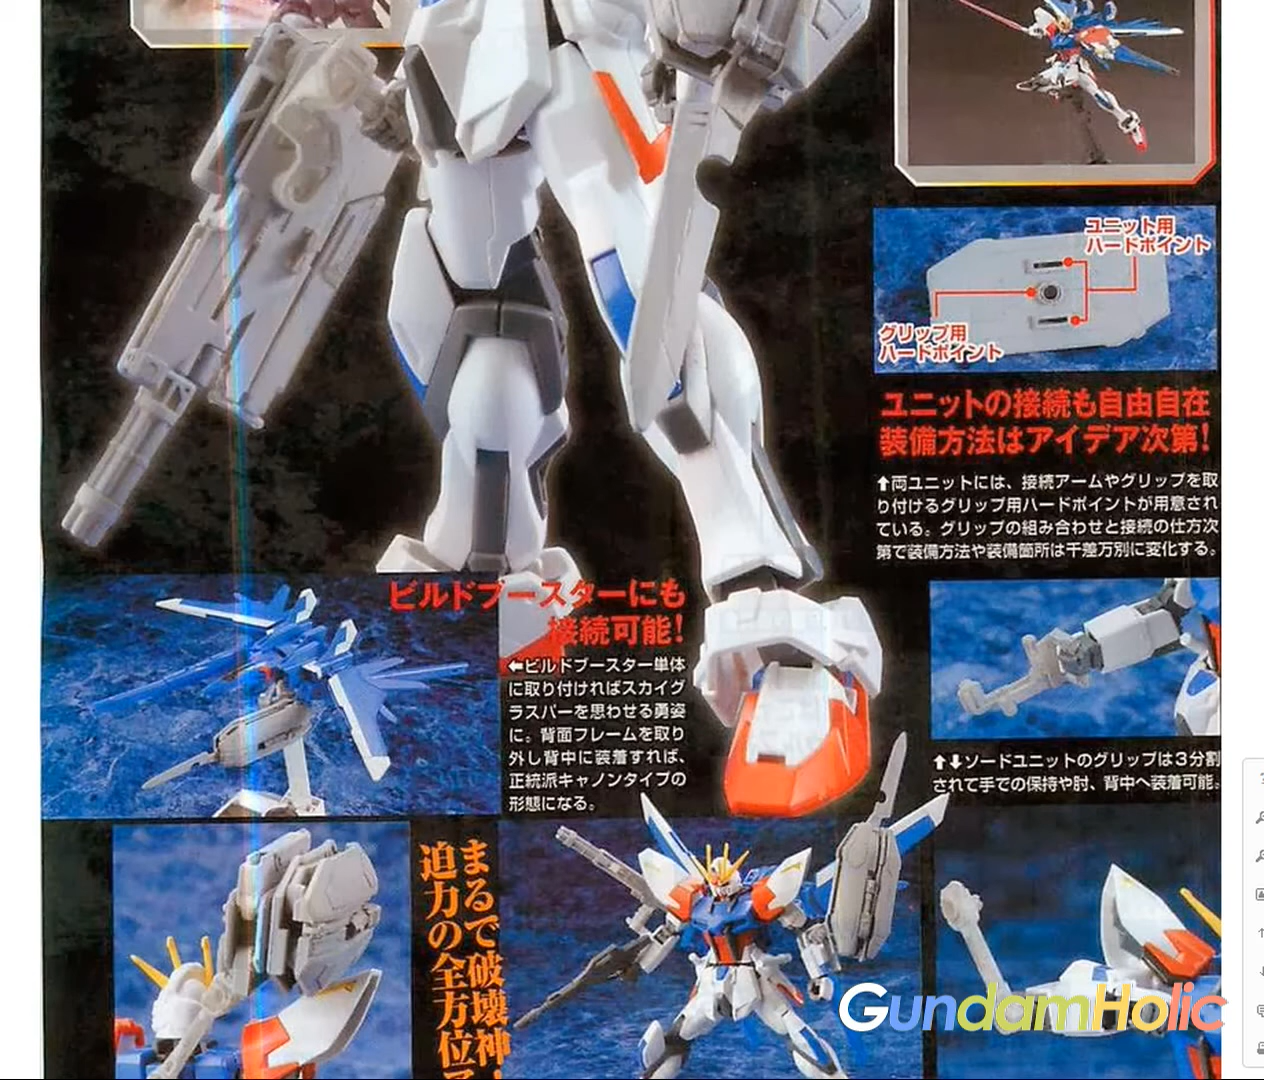 ユニット用
ハードポイント
グリップ用
ハードポイント
ユニットの接続も自由自在
装備方法はアイデア次第!
⬆両ユニットには、接続アームやグリップを取
り付けるグリップ用ハードポイントが用意され
ている。グリップの組み合わせと接続の仕方次
第で装備方法や装備箇所は千差万別に変化する。
ビルドブースターにも
接続可能!
⬅ビルドブースター単体
に取り付ければスカイグ
ラスパーを思わせる勇姿
に。背面フレームを取り
外し背中に装着すれば、
正統派キャノンタイプの
形態になる。
⬆⬇ソードユニットのグリップは3分割
されて手での保持や肘、背中へ装着可能。
まるで破壊神!
迫力の全方位
GundamHolic